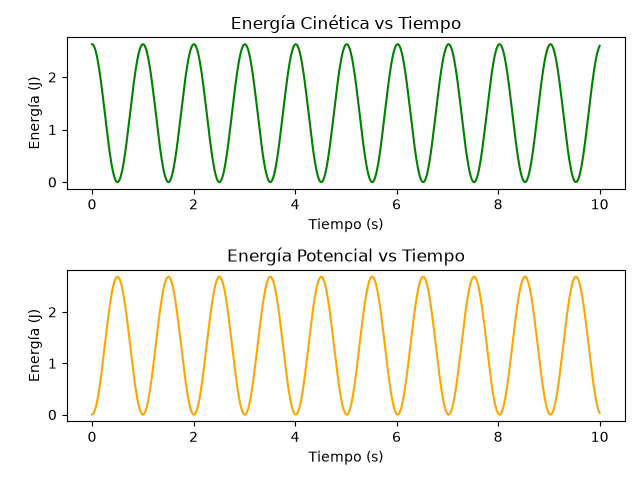 Energía Cinética vs Tiempo
Energía (J)
2
1
0
0 2 4 6 8 10
Tiempo (s)
Energía Potencial vs Tiempo
Energía (J)
2
1
0
0 2 4 6 8 10
Tiempo (s)